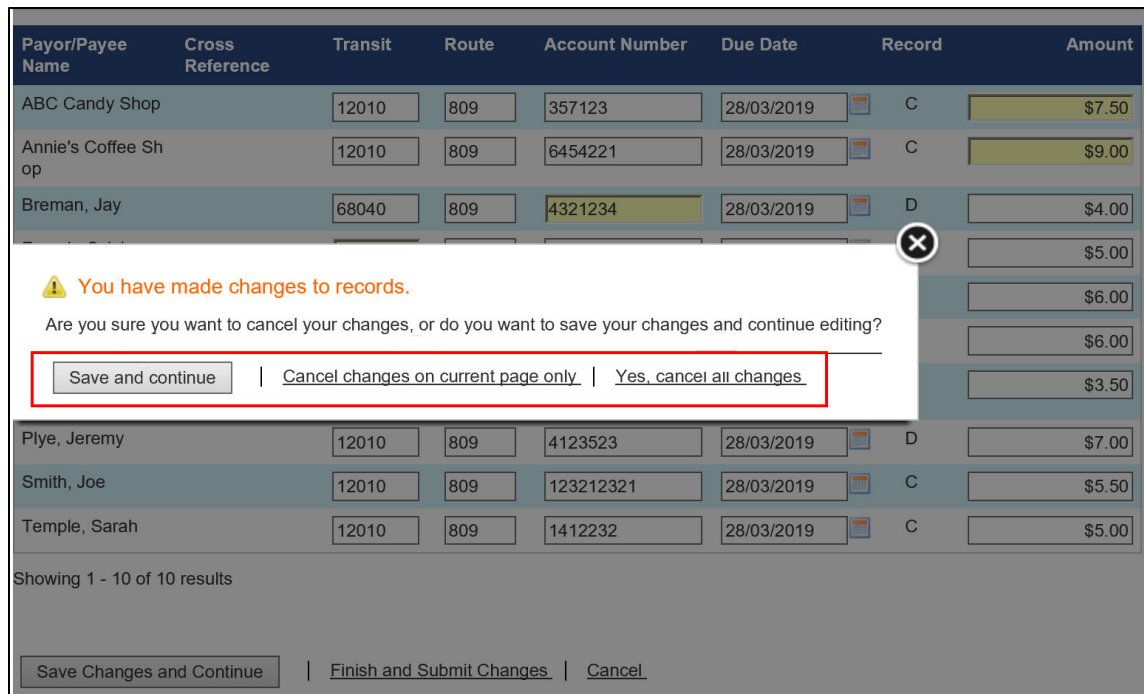 Payor/Payee Name Cross Reference Transit Route Account Number Due Date Record Amount
ABC Candy Shop 12010 809 357123 28/03/2019 C $7.50
Annie's Coffee Sh
op 12010 809 6454221 28/03/2019 C $9.00
Breman, Jay 68040 809 4321234 28/03/2019 D $4.00
$5.00
You have made changes to records.
$6.00
Are you sure you want to cancel your changes, or do you want to save your changes and continue editing?
$6.00
Save and continue | Cancel changes on current page only | Yes, cancel all changes
$3.50
Plye, Jeremy 12010 809 4123523 28/03/2019 D $7.00
Smith, Joe 12010 809 123212321 28/03/2019 C $5.50
Temple, Sarah 12010 809 1412232 28/03/2019 C $5.00
Showing 1 - 10 of 10 results
Save Changes and Continue | Finish and Submit Changes | Cancel